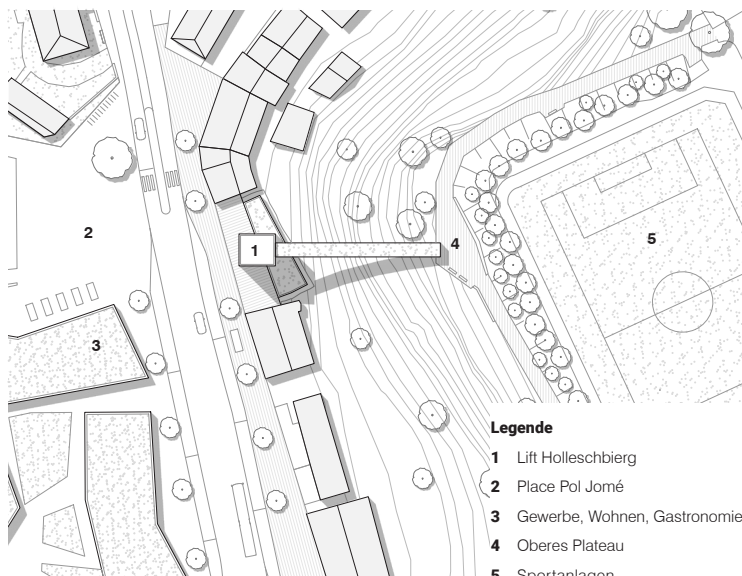 1
2
3
4
5
Legende
1 Lift Holleschbierg
2 Place Pol Jomé
3 Gewerbe, Wohnen, Gastronomie
4 Oberes Plateau
5 Sportanlagen